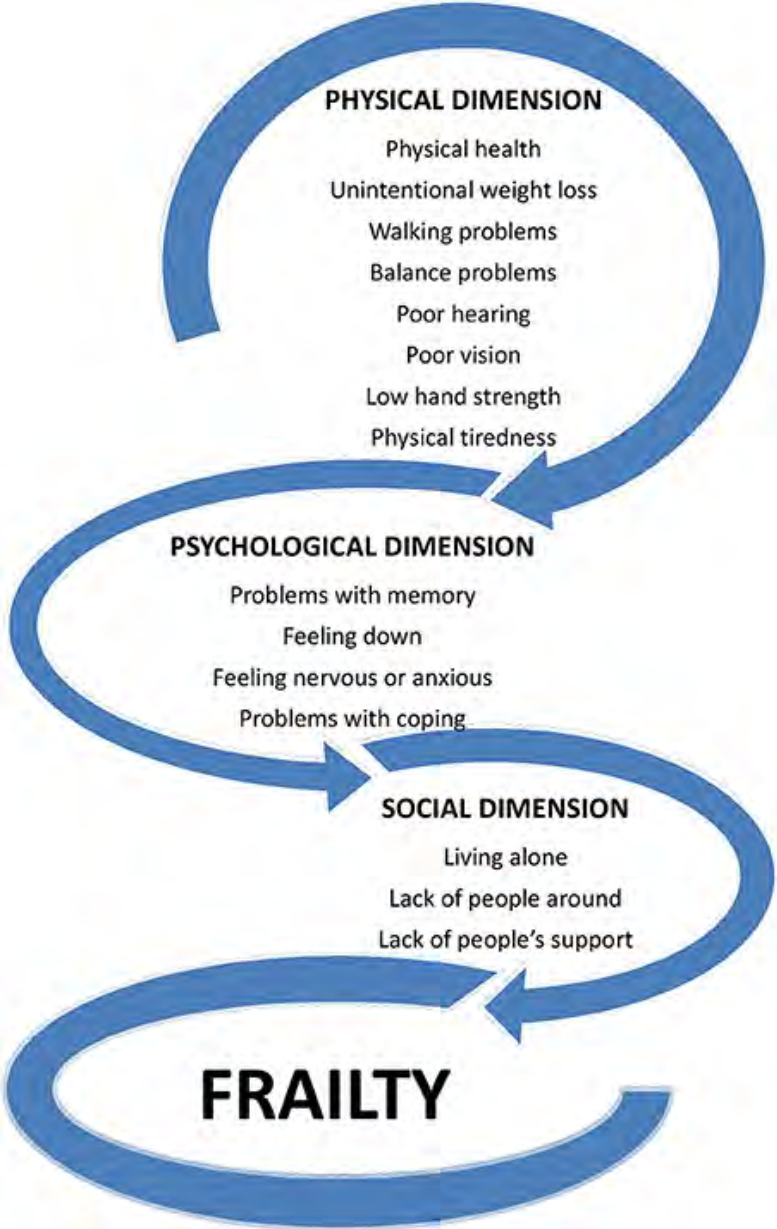 PHYSICAL DIMENSION
Physical health
Unintentional weight loss
Walking problems
Balance problems
Poor hearing
Poor vision
Low hand strength
Physical tiredness
PSYCHOLOGICAL DIMENSION
Problems with memory
Feeling down
Feeling nervous or anxious
Problems with coping
SOCIAL DIMENSION
Living alone
Lack of people around
Lack of people’s support
FRAILTY